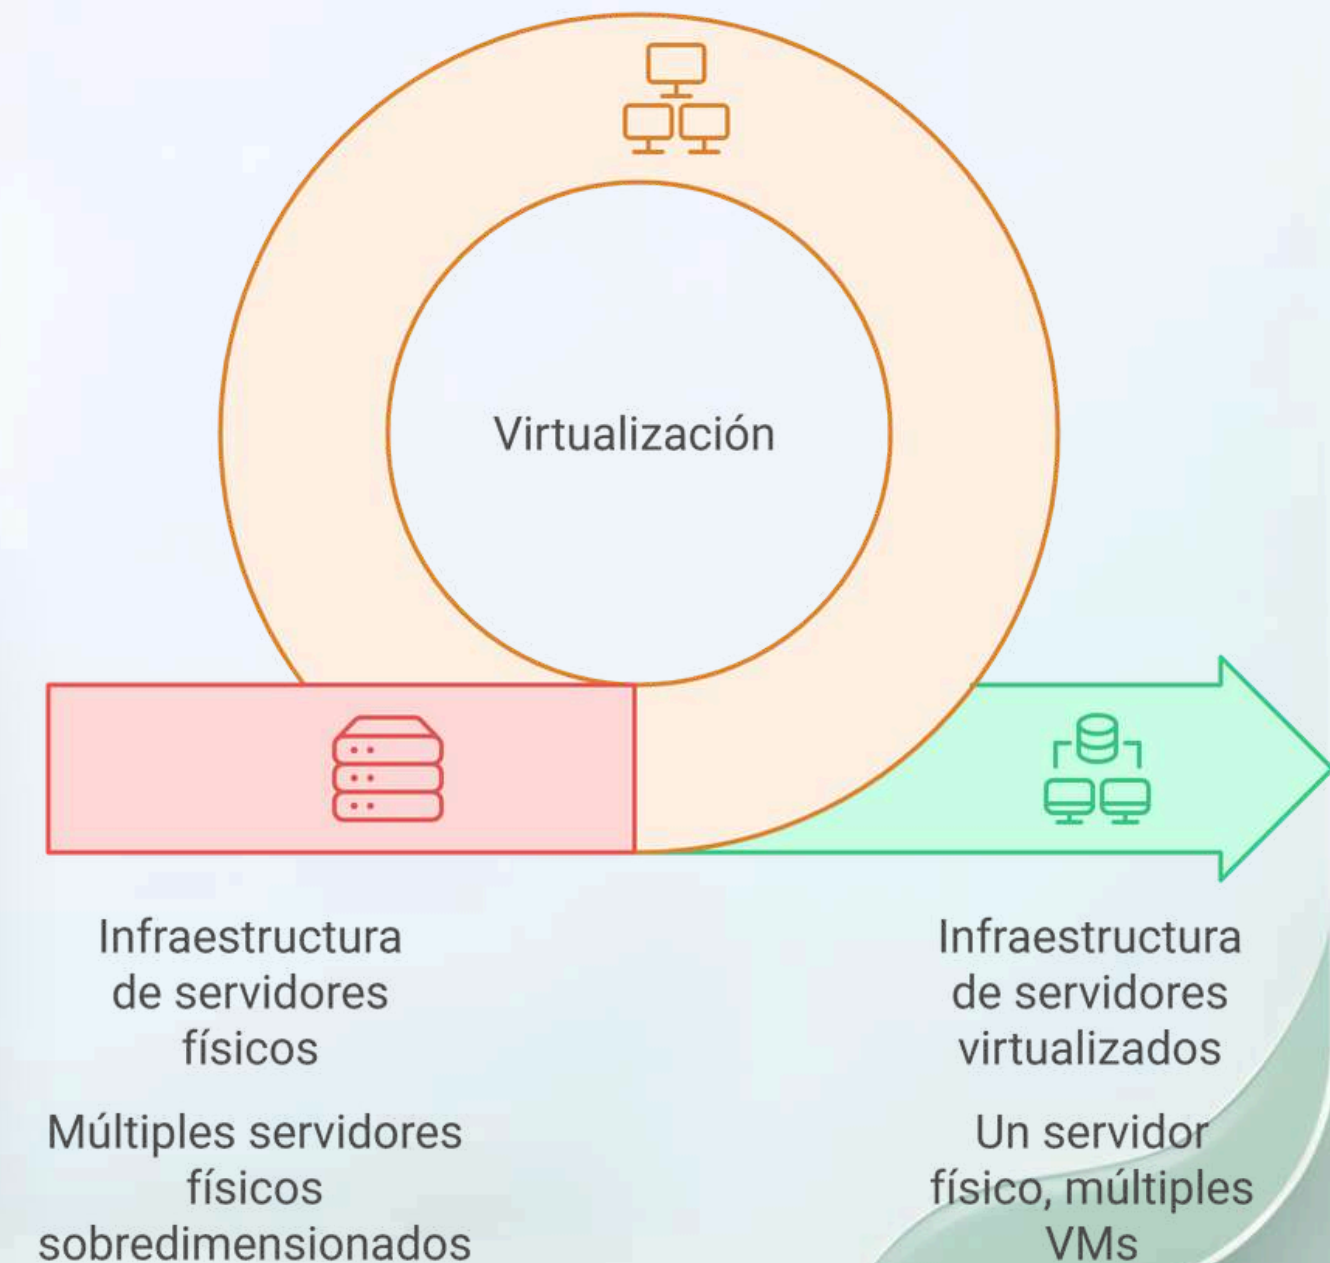 Virtualización
Infraestructura
de servidores
físicos
Múltiples servidores
físicos
sobredimensionados
Infraestructura
de servidores
virtualizados
Un servidor
físico, múltiples
VMs